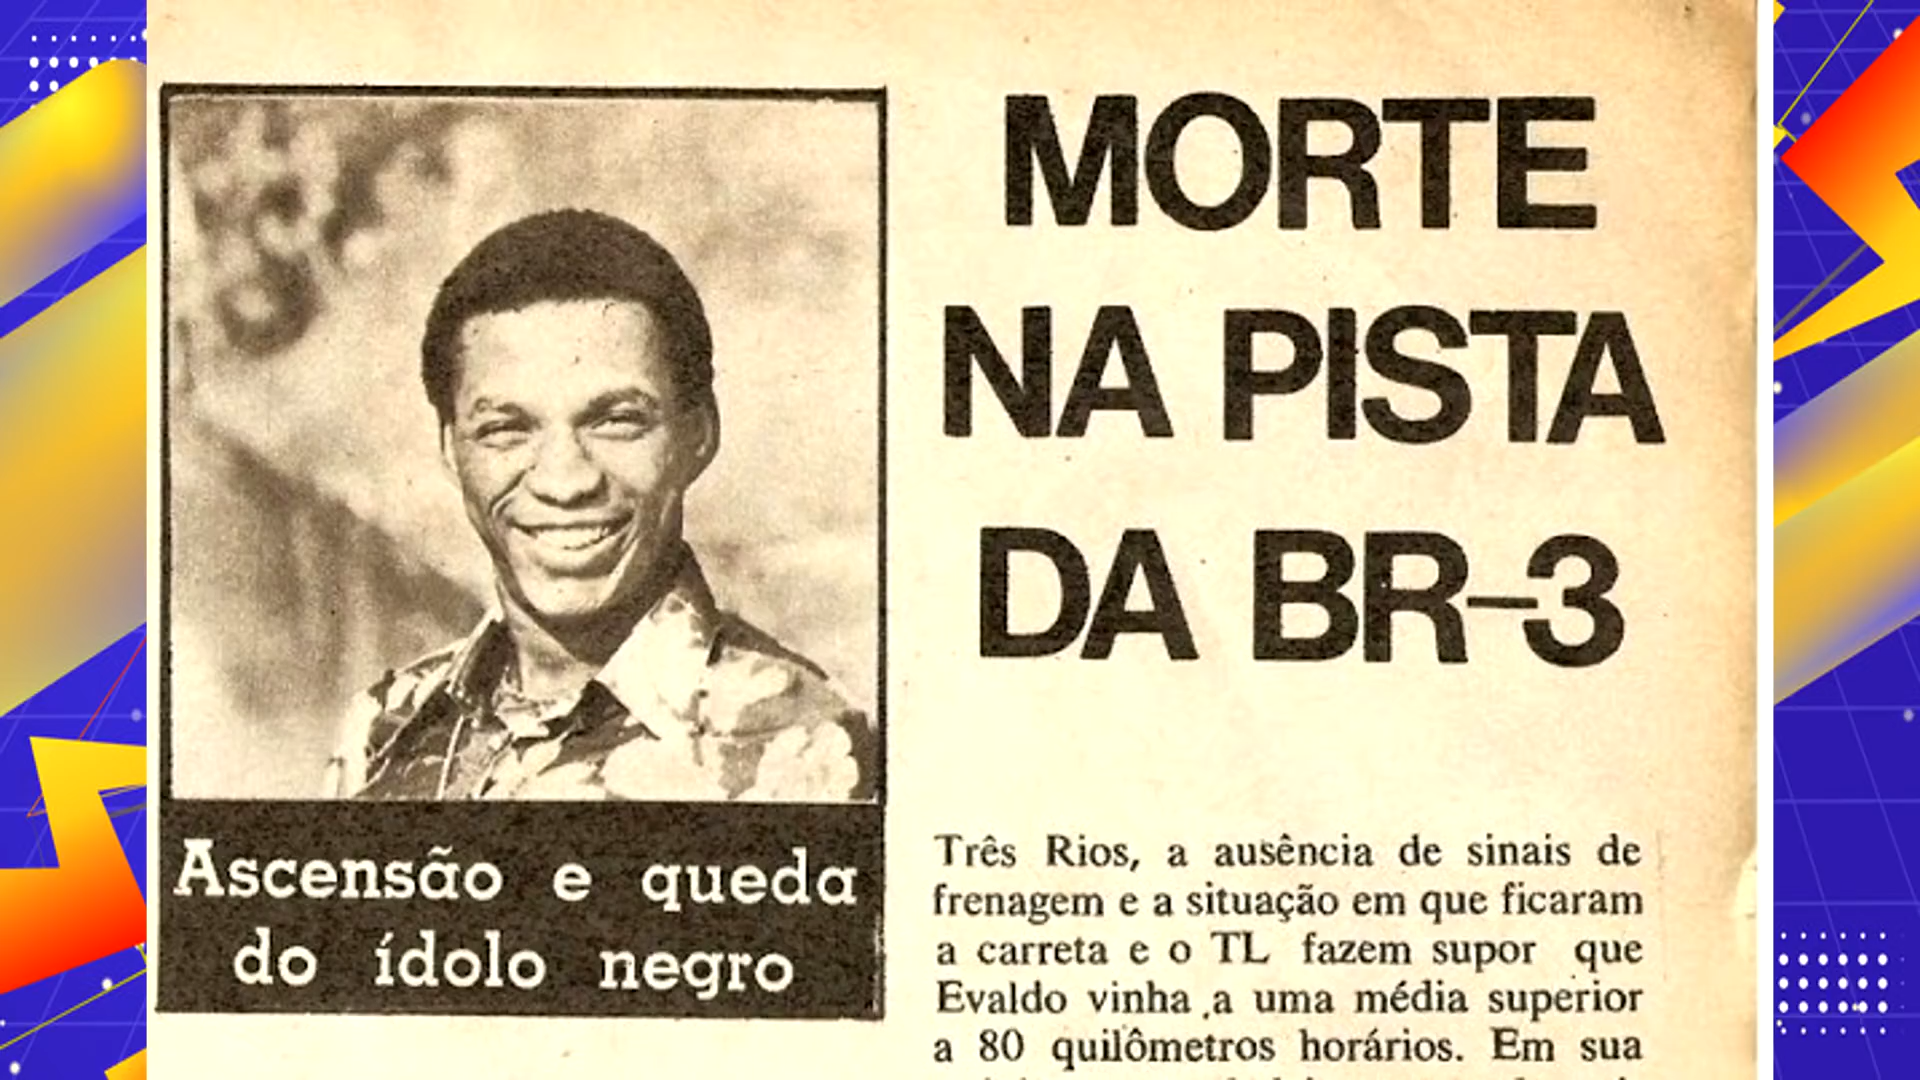 MORTE
NA PISTA
DA BR-3
Ascensão e queda
do ídolo negro
Três Rios, a ausência de sinais de
frenagem e a situação em que ficaram
a carreta e o TL fazem supor que
Evaldo vinha a uma média superior
a 80 quilômetros horários. Em sua